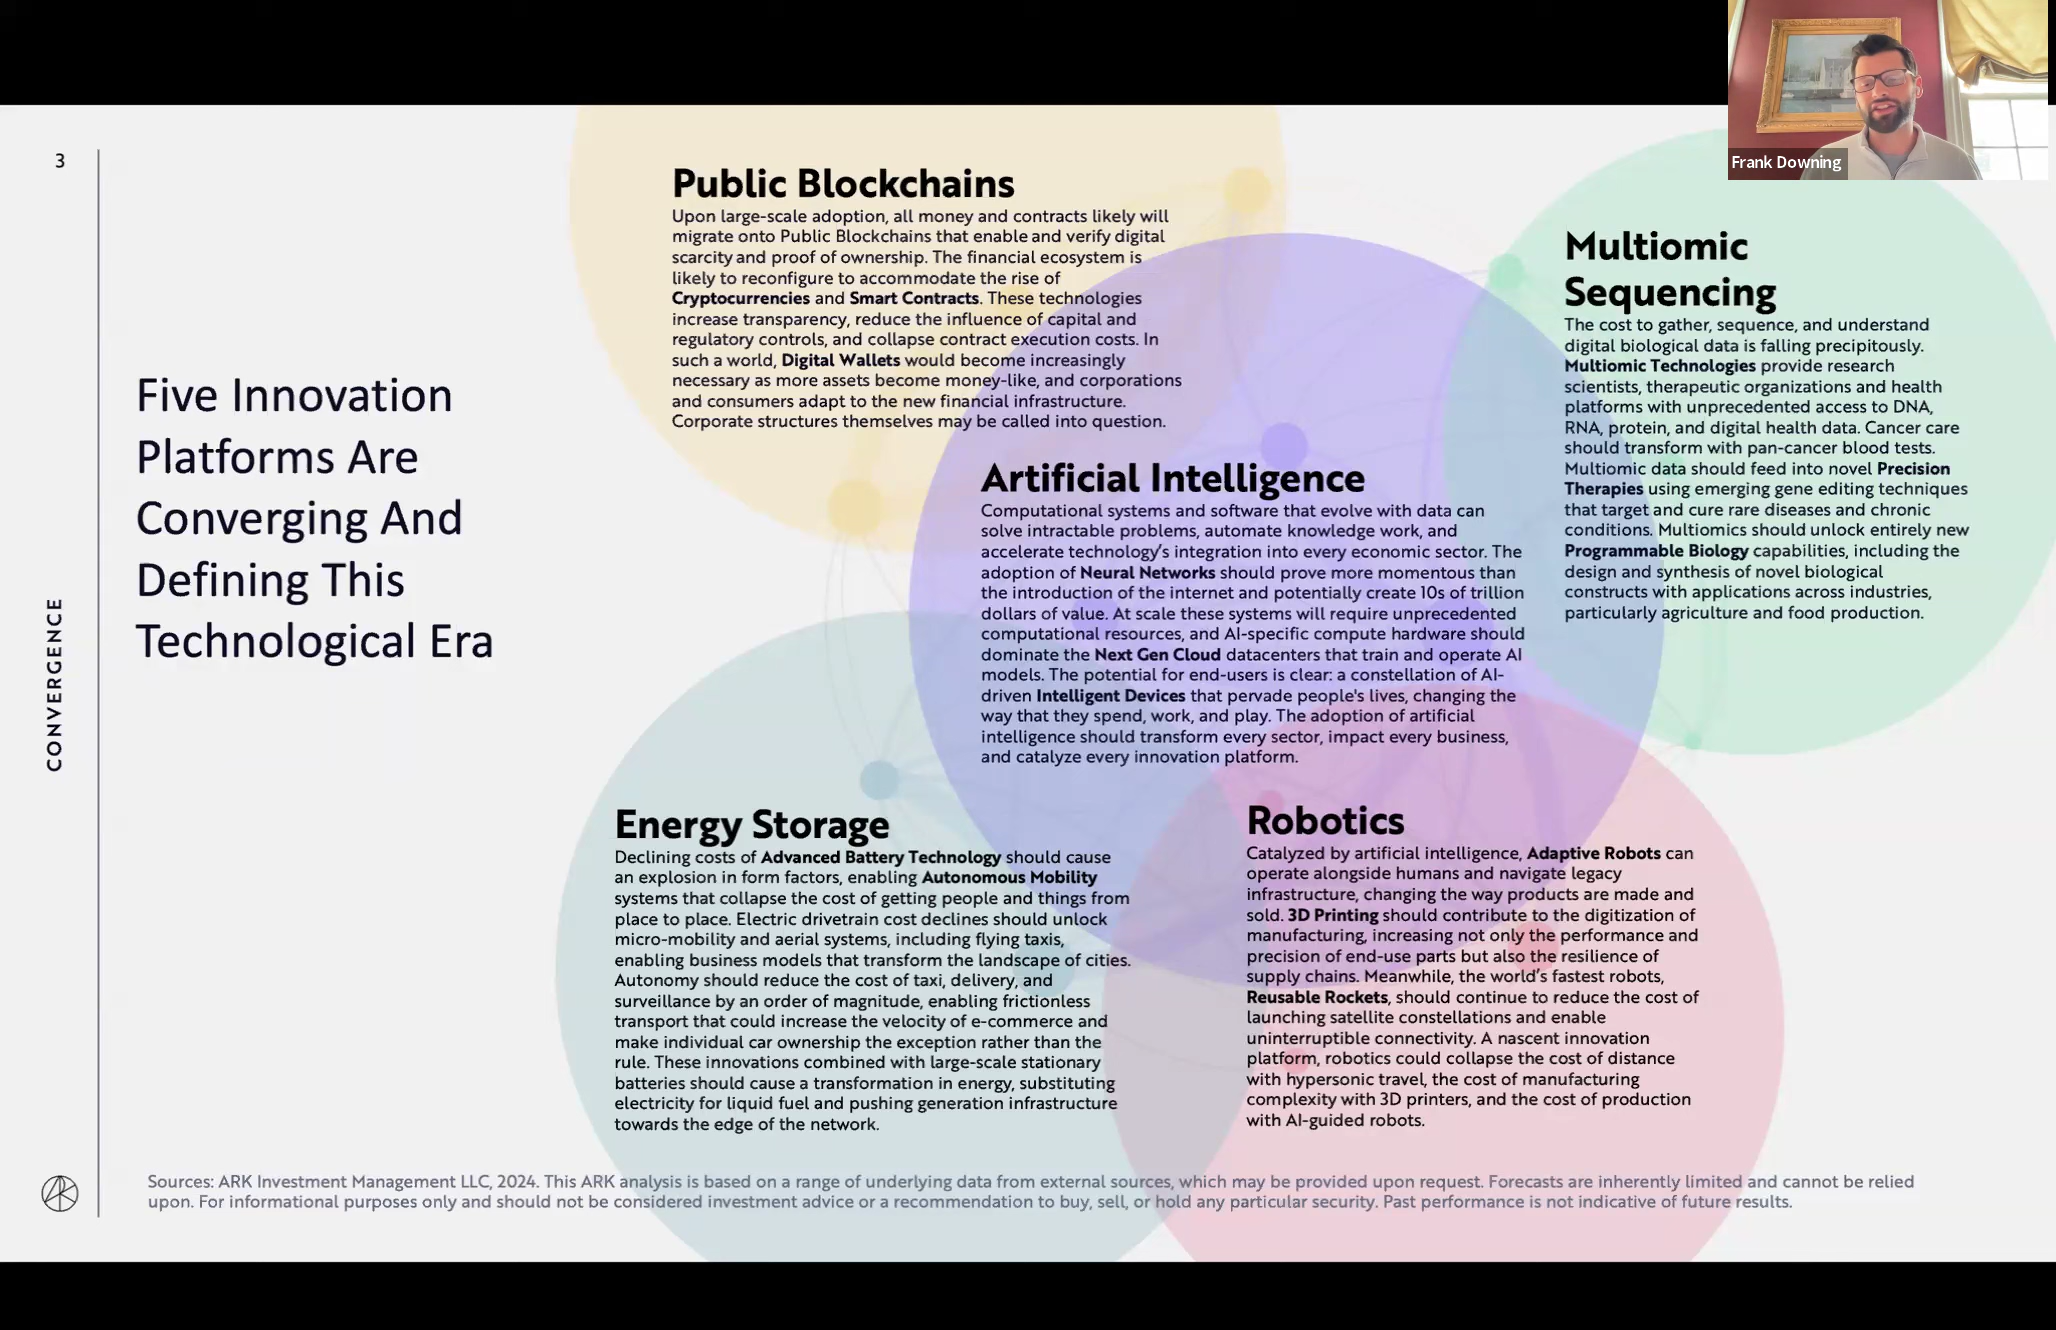 Frank Downing
3
CONVERGENCE
Five Innovation
Platforms Are
Converging And
Defining This
Technological Era
Public Blockchains
Upon large-scale adoption, all money and contracts likely will
migrate onto Public Blockchains that enable and verify digital
scarcity and proof of ownership. The financial ecosystem is
likely to reconfigure to accommodate the rise of
Cryptocurrencies and Smart Contracts. These technologies
increase transparency, reduce the influence of capital and
regulatory controls, and collapse contract execution costs. In
such a world, Digital Wallets would become increasingly
necessary as more assets become money-like, and corporations
and consumers adapt to the new financial infrastructure.
Corporate structures themselves may be called into question.
Multiomic
Sequencing
The cost to gather, sequence, and understand
digital biological data is falling precipitously.
Multiomic Technologies provide research
scientists, therapeutic organizations and health
platforms with unprecedented access to DNA,
RNA, protein, and digital health data. Cancer care
should transform with pan-cancer blood tests.
Multiomic data should feed into novel Precision
Therapies using emerging gene editing techniques
that target and cure rare diseases and chronic
conditions. Multiomics should unlock entirely new
Programmable Biology capabilities, including the
design and synthesis of novel biological
constructs with applications across industries,
particularly agriculture and food production.
Artificial Intelligence
Computational systems and software that evolve with data can
solve intractable problems, automate knowledge work, and
accelerate technology's integration into every economic sector. The
adoption of Neural Networks should prove more momentous than
the introduction of the internet and potentially create 10s of trillion
dollars of value. At scale these systems will require unprecedented
computational resources, and AI-specific compute hardware should
dominate the Next Gen Cloud datacenters that train and operate AI
models. The potential for end-users is clear: a constellation of AI-
driven Intelligent Devices that pervade people's lives, changing the
way that they spend, work, and play. The adoption of artificial
intelligence should transform every sector, impact every business,
and catalyze every innovation platform.
Energy Storage
Declining costs of Advanced Battery Technology should cause
an explosion in form factors, enabling Autonomous Mobility
systems that collapse the cost of getting people and things from
place to place. Electric drivetrain cost declines should unlock
micro-mobility and aerial systems, including flying taxis,
enabling business models that transform the landscape of cities.
Autonomy should reduce the cost of taxi, delivery, and
surveillance by an order of magnitude, enabling frictionless
transport that could increase the velocity of e-commerce and
make individual car ownership the exception rather than the
rule. These innovations combined with large-scale stationary
batteries should cause a transformation in energy, substituting
electricity for liquid fuel and pushing generation infrastructure
towards the edge of the network.
Robotics
Catalyzed by artificial intelligence, Adaptive Robots can
operate alongside humans and navigate legacy
infrastructure, changing the way products are made and
sold. 3D Printing should contribute to the digitization of
manufacturing, increasing not only the performance and
precision of end-use parts but also the resilience of
supply chains. Meanwhile, the world's fastest robots,
Reusable Rockets, should continue to reduce the cost of
launching satellite constellations and enable
uninterruptible connectivity. A nascent innovation
platform, robotics could collapse the cost of distance
with hypersonic travel, the cost of manufacturing
complexity with 3D printers, and the cost of production
with AI-guided robots.
Sources: ARK Investment Management LLC, 2024. This ARK analysis is based on a range of underlying data from external sources, which may be provided upon request. Forecasts are inherently limited and cannot be relied
upon. For informational purposes only and should not be considered investment advice or a recommendation to buy, sell, or hold any particular security. Past performance is not indicative of future results.